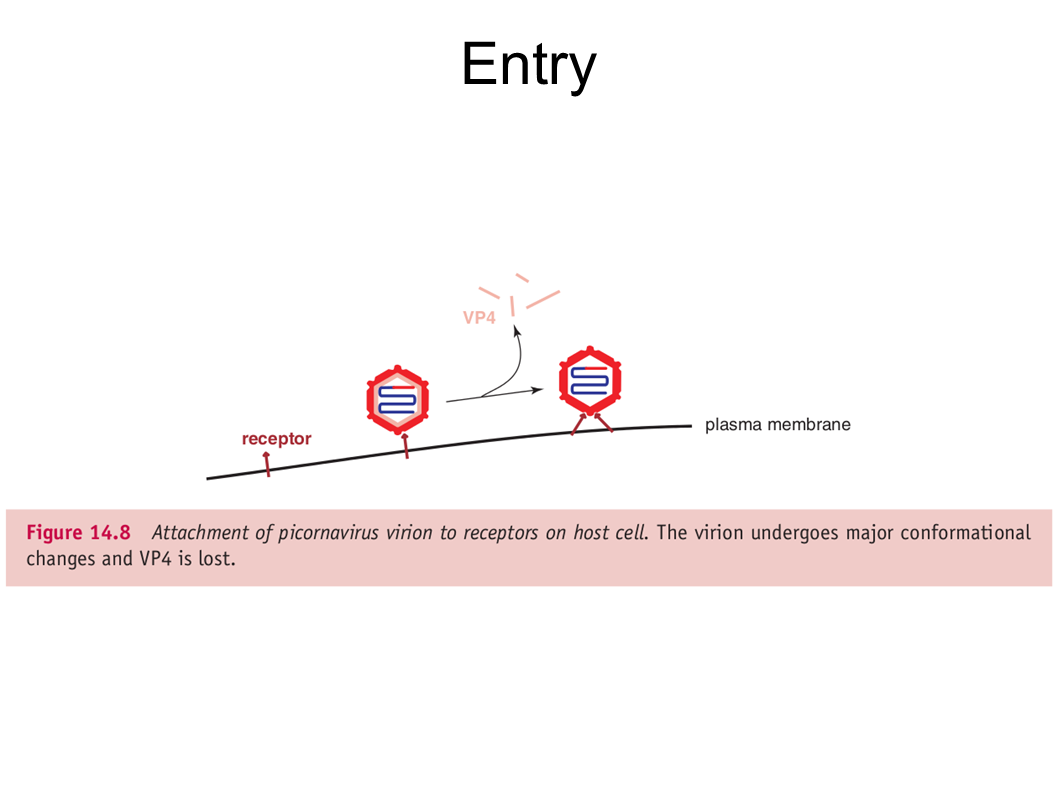 Entry
VP4
receptor
plasma membrane
Figure 14.8 Attachment of picornavirus virion to receptors on host cell. The virion undergoes major conformational
changes and VP4 is lost.